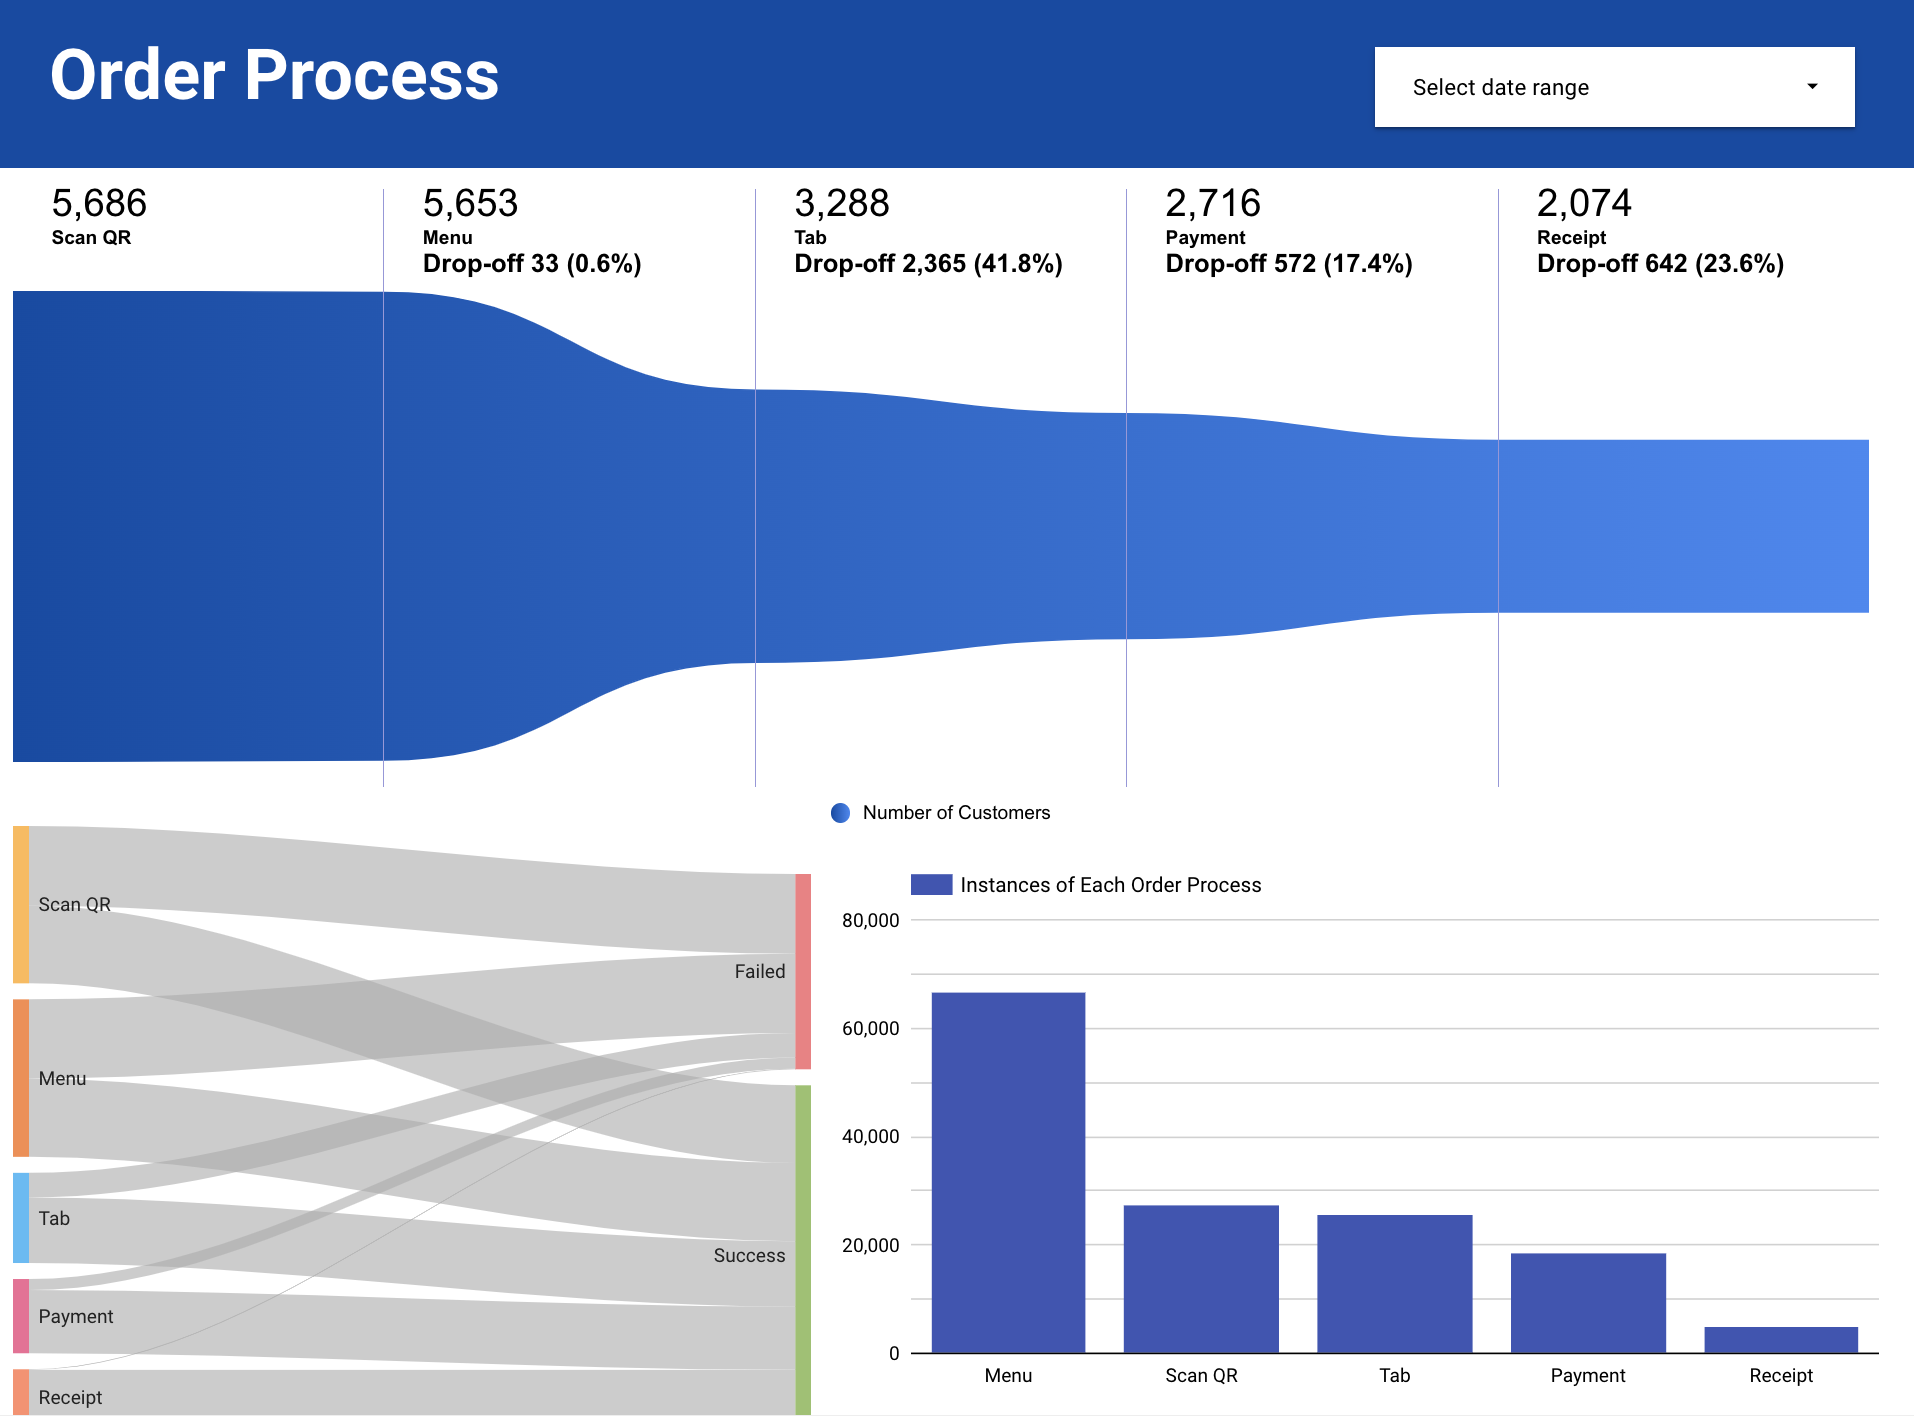 Order Process
Select date range
5,686
Scan QR
5,653
Menu
Drop-off 33 (0.6%)
3,288
Tab
Drop-off 2,365 (41.8%)
2,716
Payment
Drop-off 572 (17.4%)
2,074
Receipt
Drop-off 642 (23.6%)
Number of Customers
Scan QR
Menu
Tab
Payment
Receipt
Failed
Success
Instances of Each Order Process
80,000
60,000
40,000
20,000
0
Menu
Scan QR
Tab
Payment
Receipt